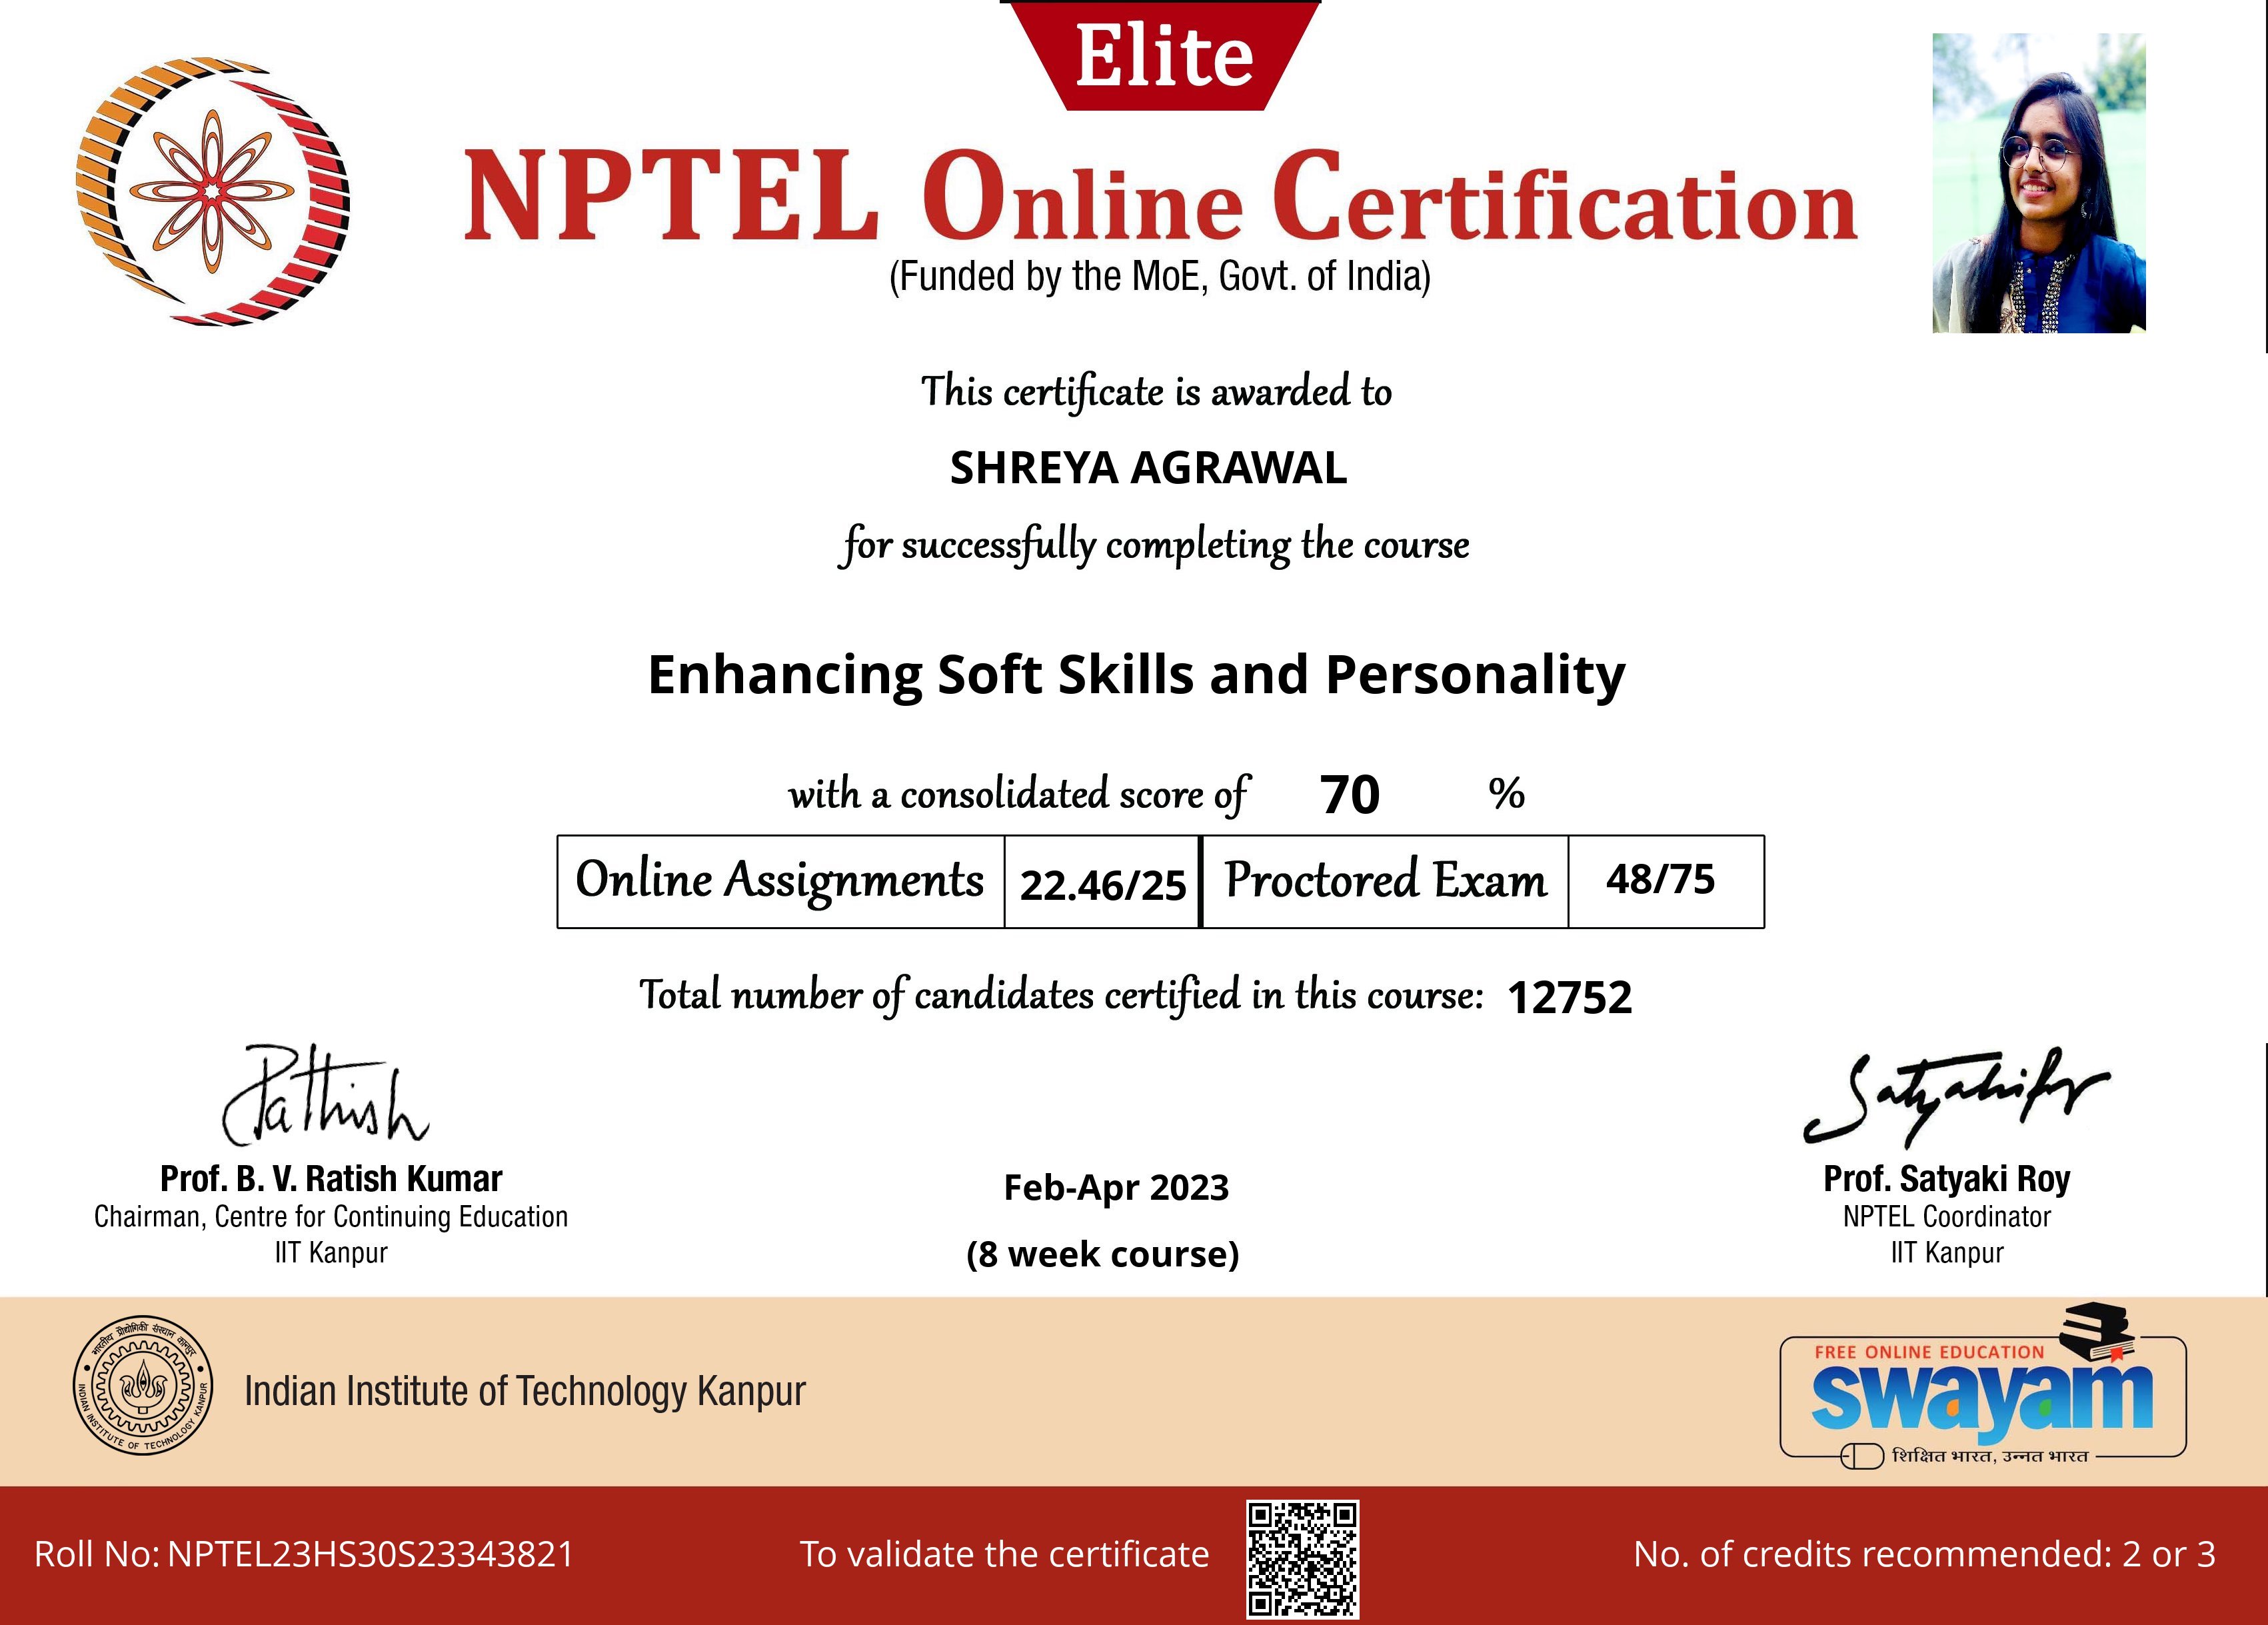 Elite
NPTEL Online Certification
(Funded by the MoE, Govt. of India)
This certificate is awarded to
SHREYA AGRAWAL
for successfully completing the course
Enhancing Soft Skills and Personality
with a consolidated score of 70 %
Online Assignments 22.46/25 Proctored Exam 48/75
Total number of candidates certified in this course: 12752
Prof. B. V. Ratish Kumar
Chairman, Centre for Continuing Education
IIT Kanpur
Feb-Apr 2023
(8 week course)
Prof. Satyaki Roy
NPTEL Coordinator
IIT Kanpur
भारतीय प्रौद्योगिकी संस्थान कानपुर
INDIAN INSTITUTE OF TECHNOLOGY KANPUR
Indian Institute of Technology Kanpur
FREE ONLINE EDUCATION
swayam
शिक्षित भारत, उन्नत भारत
Roll No: NPTEL23HS30S23343821
To validate the certificate
No. of credits recommended: 2 or 3